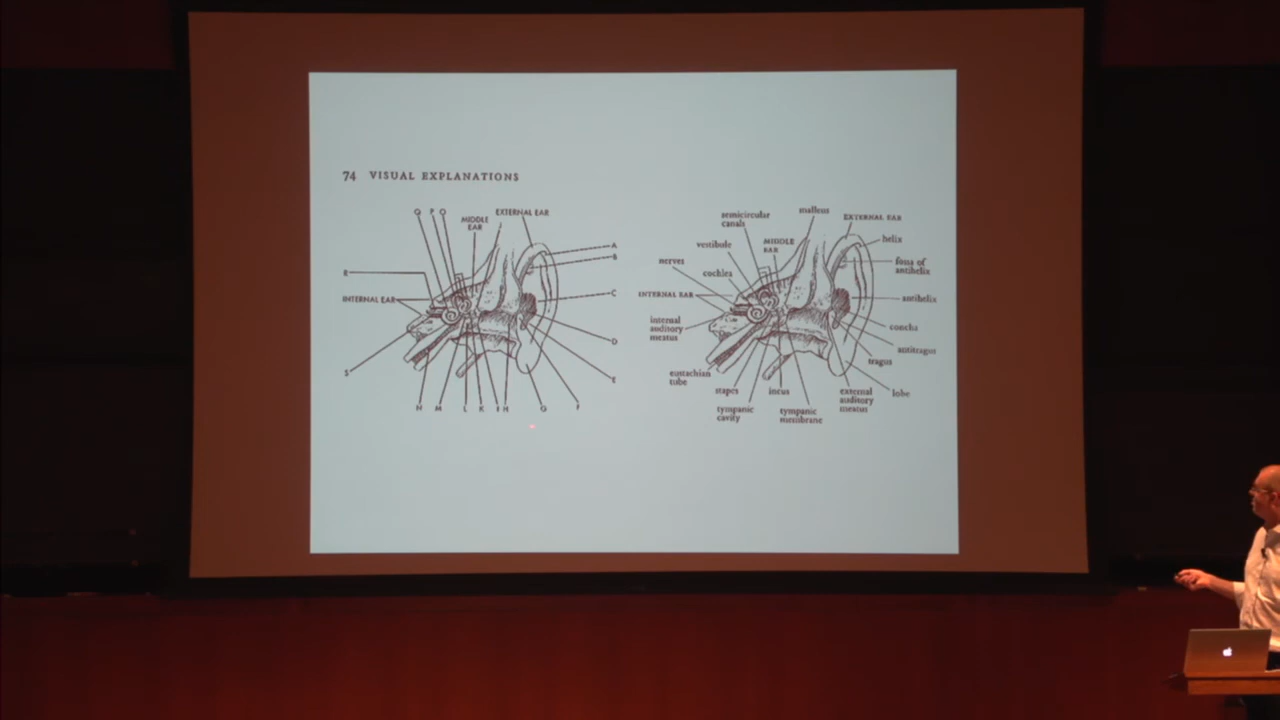 74 VISUAL EXPLANATIONS
Q P O
MIDDLE
EAR
EXTERNAL EAR
A
B
R
INTERNAL EAR
C
D
S
E
N M L K I H G F
semicircular
canals
malleus
EXTERNAL EAR
vestibule
MIDDLE
EAR
helix
nerves
cochlea
fossa of
antihelix
INTERNAL EAR
antihelix
internal
auditory
meatus
concha
antitragus
tragus
eustachian
tube
stapes
incus
external
auditory
meatus
lobe
tympanic
cavity
tympanic
membrane